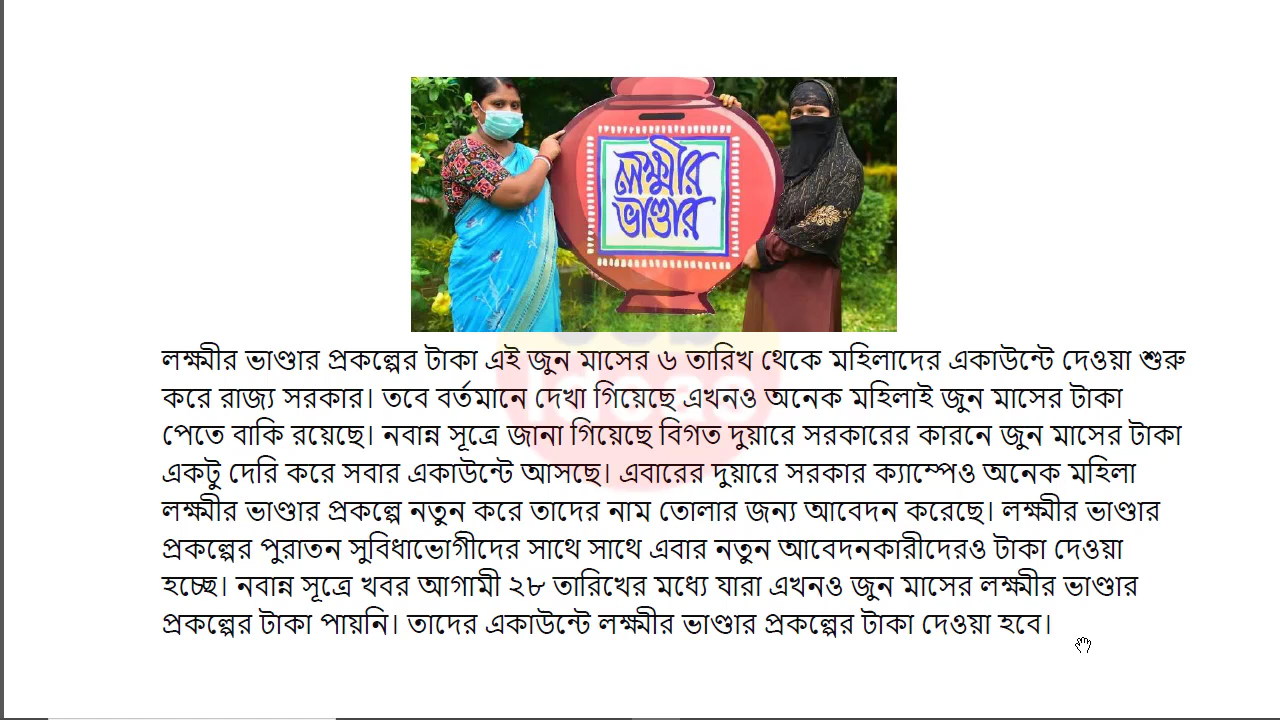 লক্ষ্মীর
ভাণ্ডার
লক্ষ্মীর ভাণ্ডার প্রকল্পের টাকা এই জুন মাসের ৬ তারিখ থেকে মহিলাদের একাউন্টে দেওয়া শুরু
করে রাজ্য সরকার। তবে বর্তমানে দেখা গিয়েছে এখনও অনেক মহিলাই জুন মাসের টাকা
পেতে বাকি রয়েছে। নবান্ন সূত্রে জানা গিয়েছে বিগত দুয়ারে সরকারের কারনে জুন মাসের টাকা
একটু দেরি করে সবার একাউন্টে আসছে। এবারের দুয়ারে সরকার ক্যাম্পেও অনেক মহিলা
লক্ষ্মীর ভাণ্ডার প্রকল্পে নতুন করে তাদের নাম তোলার জন্য আবেদন করেছে। লক্ষ্মীর ভাণ্ডার
প্রকল্পের পুরাতন সুবিধাভোগীদের সাথে সাথে এবার নতুন আবেদনকারীদেরও টাকা দেওয়া
হচ্ছে। নবান্ন সূত্রে খবর আগামী ২৮ তারিখের মধ্যে যারা এখনও জুন মাসের লক্ষ্মীর ভাণ্ডার
প্রকল্পের টাকা পায়নি। তাদের একাউন্টে লক্ষ্মীর ভাণ্ডার প্রকল্পের টাকা দেওয়া হবে।